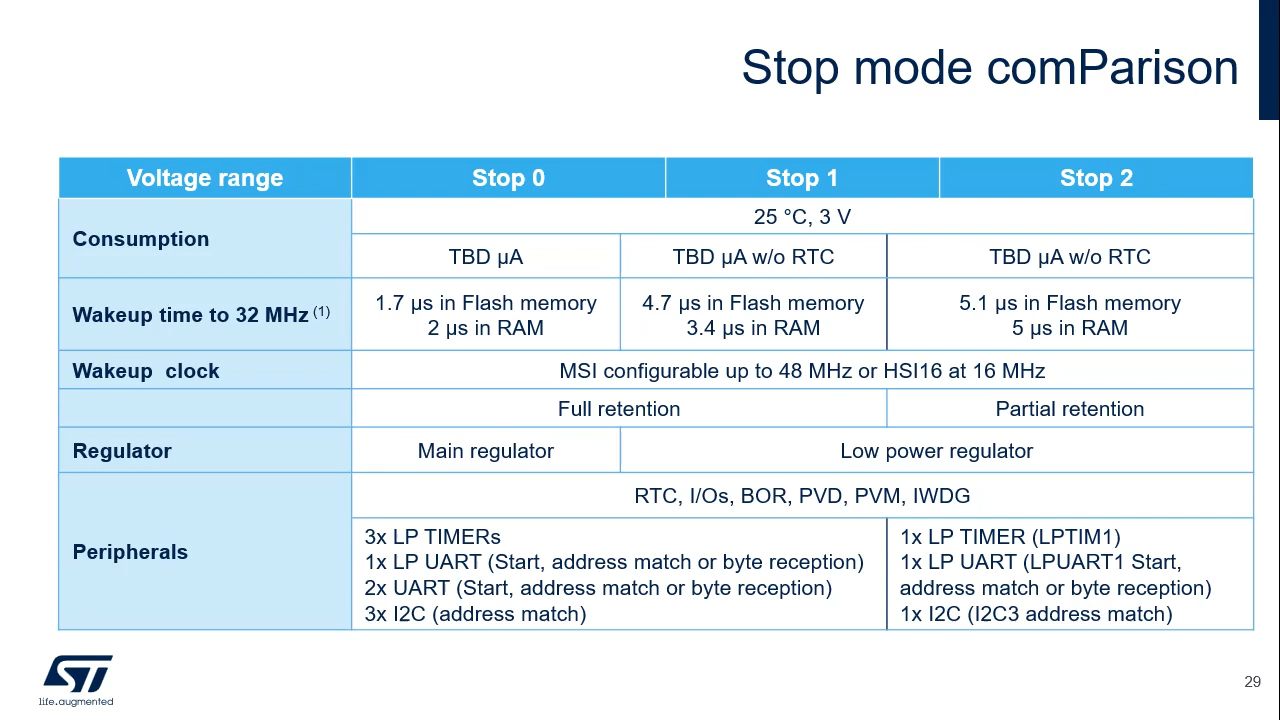 Stop mode comParison
Voltage range Stop 0 Stop 1 Stop 2
Consumption
25 °C, 3 V
TBD µA TBD µA w/o RTC TBD µA w/o RTC
Wakeup time to 32 MHz (1)
1.7 µs in Flash memory
2 µs in RAM
4.7 µs in Flash memory
3.4 µs in RAM
5.1 µs in Flash memory
5 µs in RAM
Wakeup clock MSI configurable up to 48 MHz or HSI16 at 16 MHz
Full retention Partial retention
Regulator Main regulator Low power regulator
Peripherals
RTC, I/Os, BOR, PVD, PVM, IWDG
3x LP TIMERs
1x LP UART (Start, address match or byte reception)
2x UART (Start, address match or byte reception)
3x I2C (address match)
1x LP TIMER (LPTIM1)
1x LP UART (LPUART1 Start,
address match or byte reception)
1x I2C (I2C3 address match)
ST
life.augmented
29